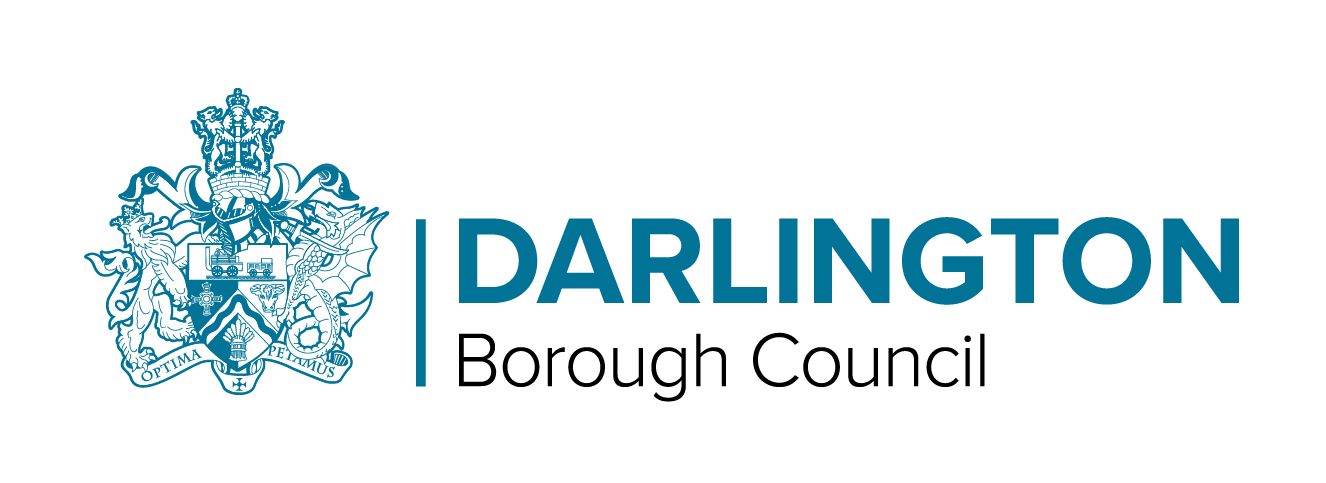 DARLINGTON
Borough Council
OPTIMA PETAMUS